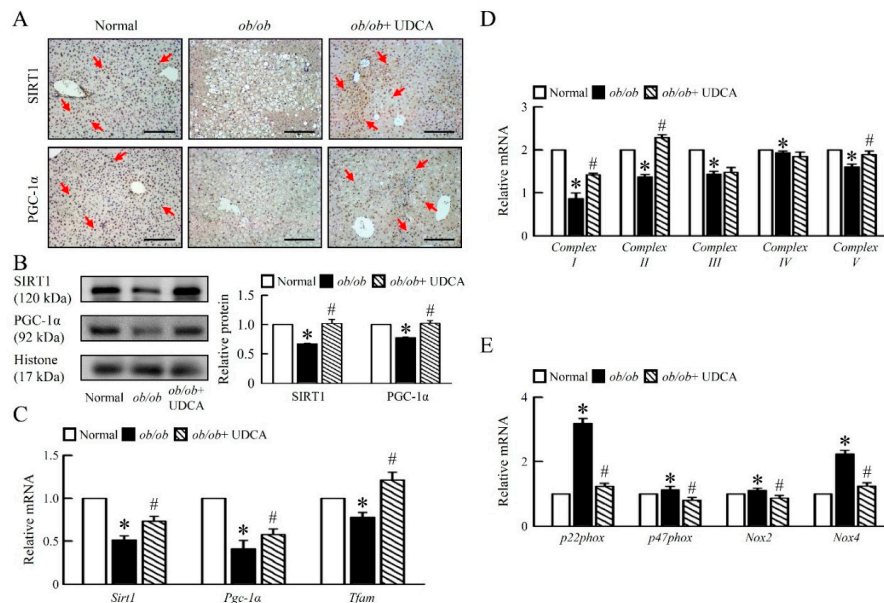 A
Normal
ob/ob
ob/ob+ UDCA
SIRT1
PGC-1α
B
SIRT1
(120 kDa)
PGC-1α
(92 kDa)
Histone
(17 kDa)
Normal
ob/ob
ob/ob+
UDCA
Normal ob/ob ob/ob+ UDCA
Relative protein
1.5
1.0
0.5
0
* # * #
SIRT1 PGC-1α
C
Normal ob/ob ob/ob+ UDCA
Relative mRNA
1.5
1.0
0.5
0
* # * # * #
Sirt1 Pgc-1α Tfam
D
Normal ob/ob ob/ob+ UDCA
Relative mRNA
3
2
1
0
* # * # * * * #
Complex Complex Complex Complex Complex
I II III IV V
E
Normal ob/ob ob/ob+ UDCA
Relative mRNA
4
2
0
* # * # * # * #
p22phox p47phox Nox2 Nox4